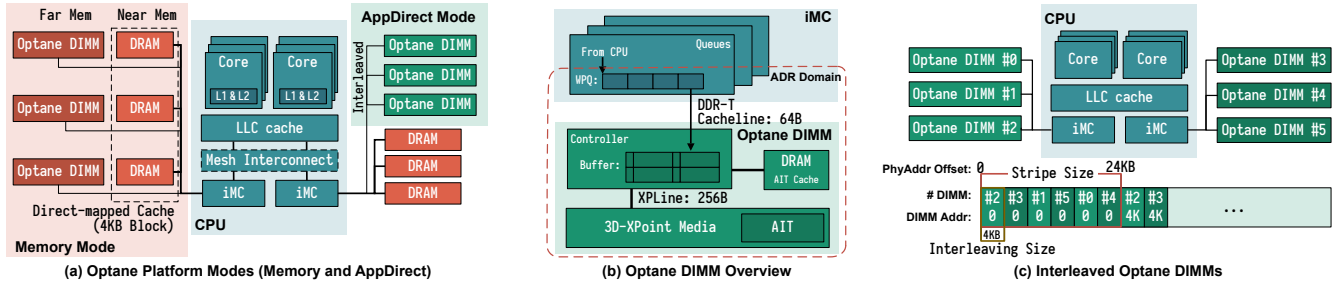 Far Mem
Near Mem
Optane DIMM
DRAM
Optane DIMM
DRAM
Optane DIMM
DRAM
Direct-mapped Cache
(4KB Block)
Memory Mode
Core
Core
L1 & L2
L1 & L2
LLC cache
Mesh Interconnect
iMC
iMC
CPU
AppDirect Mode
Interleaved
Optane DIMM
Optane DIMM
Optane DIMM
DRAM
DRAM
DRAM
(a) Optane Platform Modes (Memory and AppDirect)
iMC
Queues
From CPU
WPQ:
ADR Domain
DDR-T
Cacheline: 64B
Optane DIMM
Controller
Buffer:
DRAM
AIT Cache
XPLine: 256B
3D-XPoint Media
AIT
(b) Optane DIMM Overview
CPU
Optane DIMM #0
Optane DIMM #1
Optane DIMM #2
Core
Core
LLC cache
iMC
iMC
Optane DIMM #3
Optane DIMM #4
Optane DIMM #5
PhyAddr Offset: 0
24KB
Stripe Size
# DIMM: #2 #3 #1 #5 #0 #4 #2 #3
DIMM Addr: 0 0 0 0 0 0 4K 4K
...
4KB
Interleaving Size
(c) Interleaved Optane DIMMs